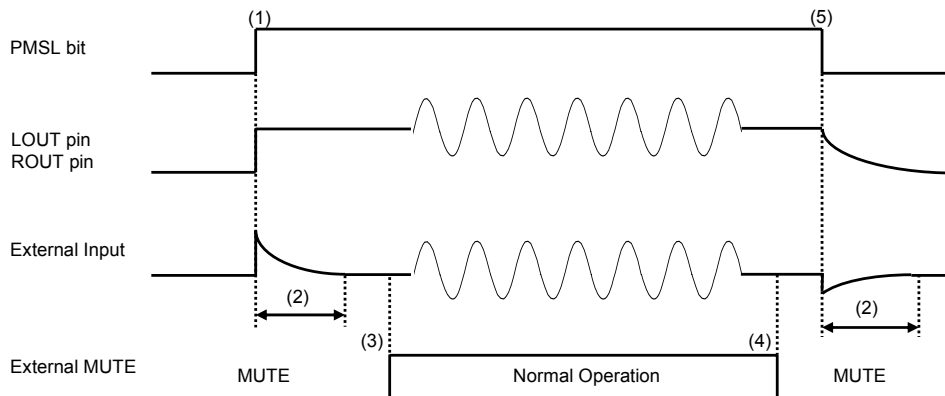 (1)
(5)
PMSL bit
LOUT pin
ROUT pin
External Input
(2)
(2)
(3)
(4)
External MUTE
MUTE
Normal Operation
MUTE